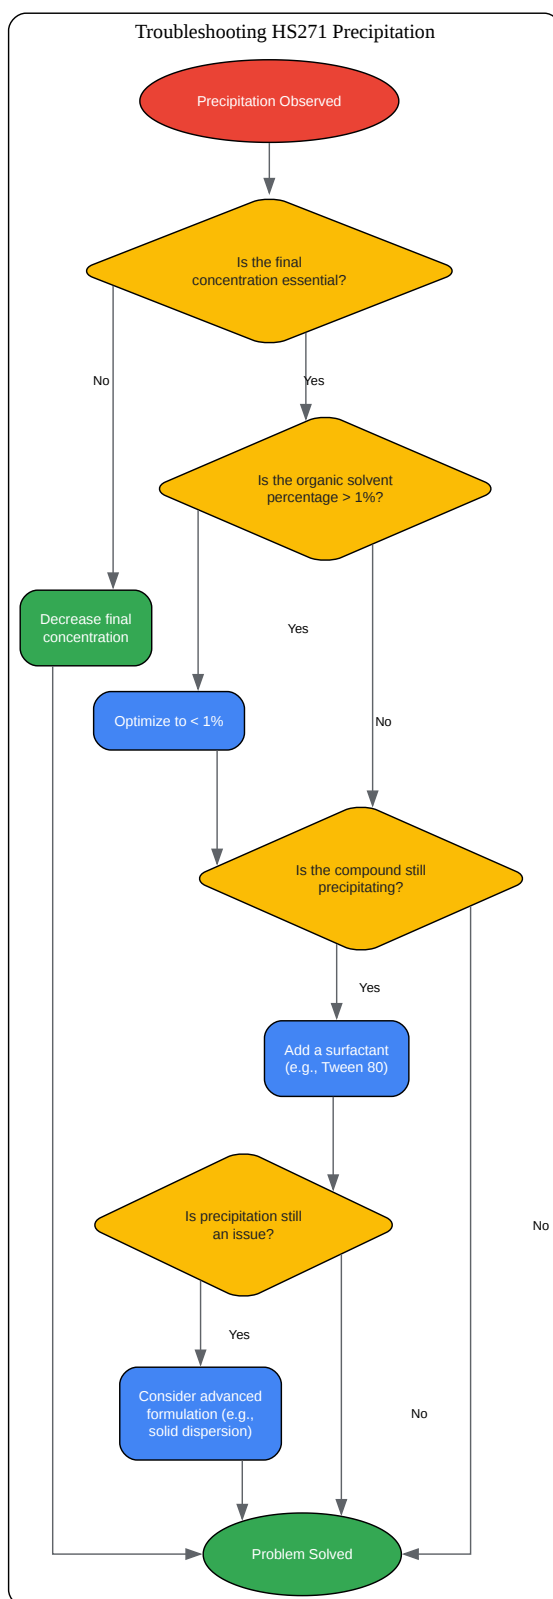 Troubleshooting HS271 Precipitation
Precipitation Observed
Is the final
concentration essential?
No
Yes
Is the organic solvent
percentage > 1%?
Decrease final
concentration
Yes
Optimize to < 1%
No
Is the compound still
precipitating?
Yes
Add a surfactant
(e.g., Tween 80)
Is precipitation still
an issue?
No
Yes
Consider advanced
formulation (e.g.,
solid dispersion)
No
Problem Solved